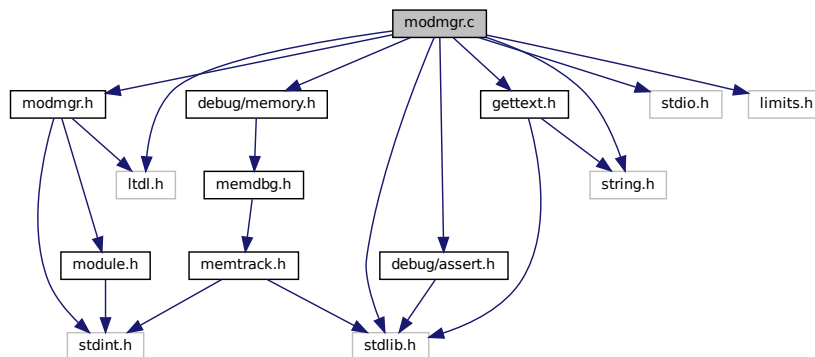 modmgr.c
modmgr.h
debug/memory.h
gettext.h
stdio.h
limits.h
ltdl.h
memdbg.h
string.h
module.h
memtrack.h
debug/assert.h
stdint.h
stdlib.h